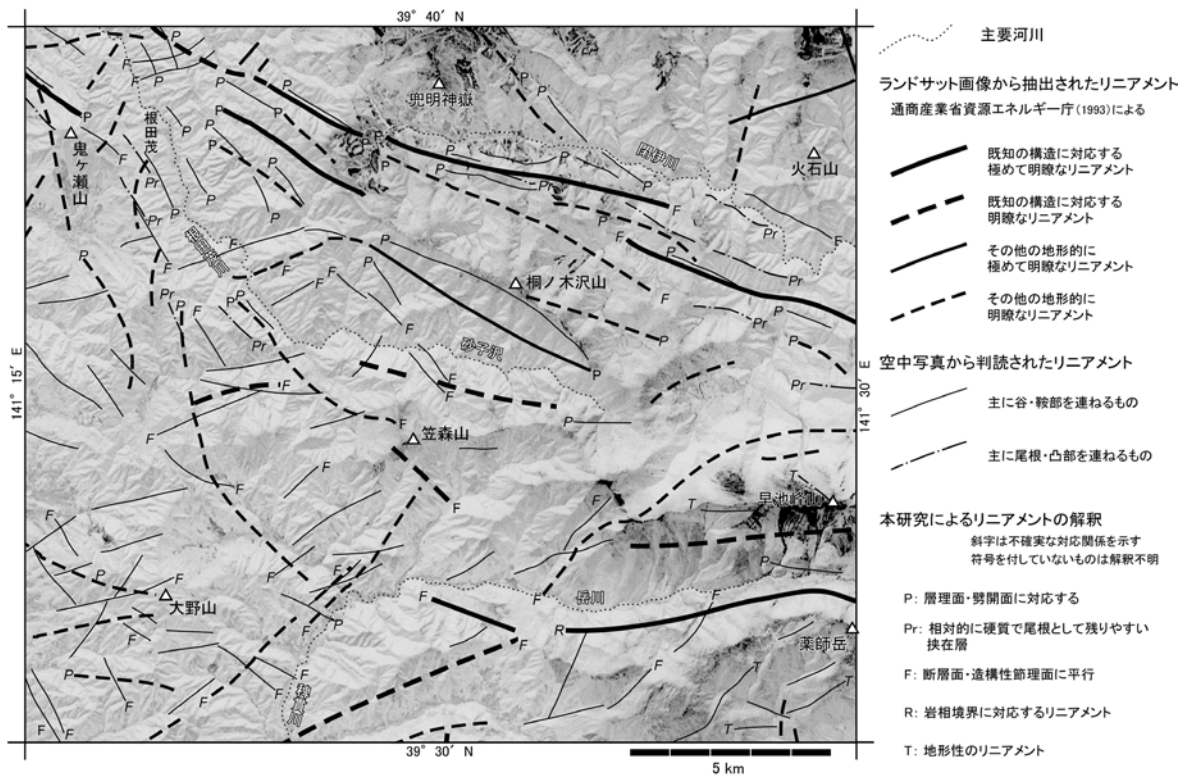 39° 40′ N
141° 15′ E
141° 30′ E
39° 30′ N
兜明神嶽
根田茂
鬼ヶ瀬山
閉伊川
火石山
桐ノ木沢山
砂子沢
笠森山
早池峰山
大野山
岳川
薬師岳
稗貫川
5 km
主要河川
ランドサット画像から抽出されたリニアメント
通商産業省資源エネルギー庁(1993)による
既知の構造に対応する
極めて明瞭なリニアメント
既知の構造に対応する
明瞭なリニアメント
その他の地形的に
極めて明瞭なリニアメント
その他の地形的に
明瞭なリニアメント
空中写真から判読されたリニアメント
主に谷・鞍部を連ねるもの
主に尾根・凸部を連ねるもの
本研究によるリニアメントの解釈
斜字は不確実な対応関係を示す
符号を付していないものは解釈不明
P: 層理面・劈開面に対応する
Pr: 相対的に硬質で尾根として残りやすい
挟在層
F: 断層面・造構性節理面に平行
R: 岩相境界に対応するリニアメント
T: 地形性のリニアメント